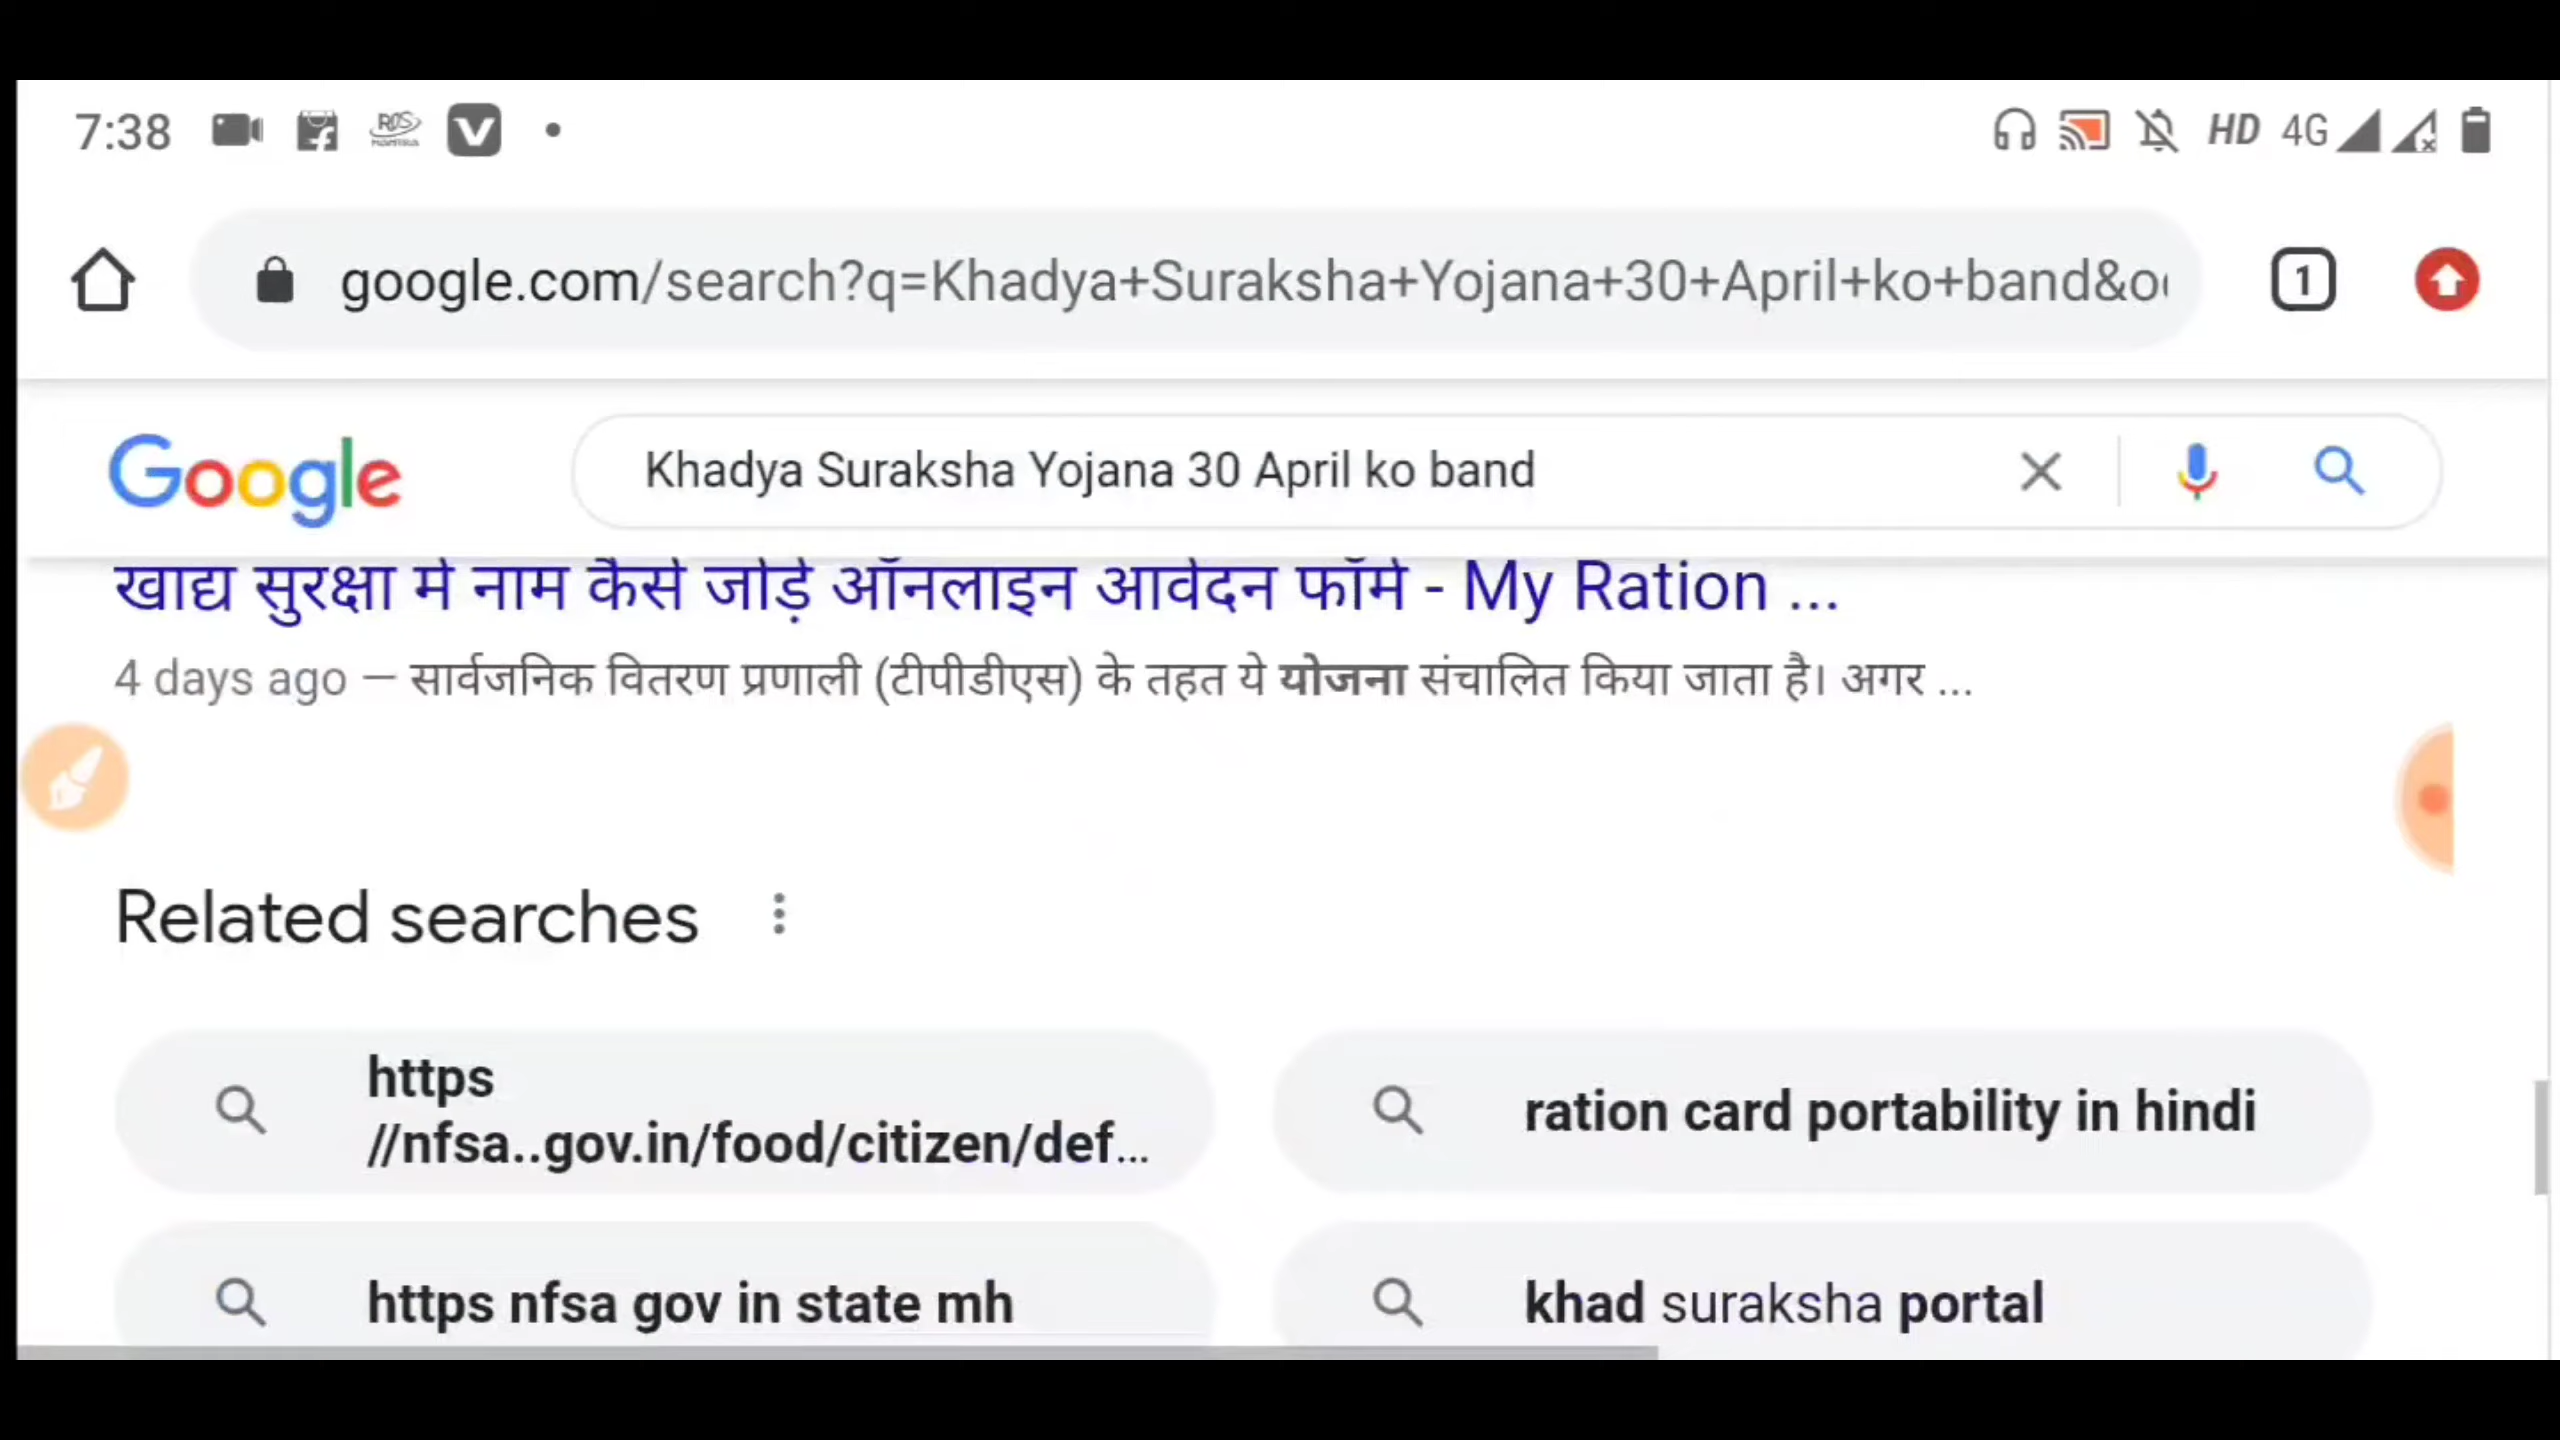 7:38
HD 4G
google.com/search?q=Khadya+Suraksha+Yojana+30+April+ko+band&o
1
Google
Khadya Suraksha Yojana 30 April ko band
खाद्य सुरक्षा में नाम कैसे जोड़ें ऑनलाइन आवेदन फॉर्म - My Ration ...
4 days ago — सार्वजनिक वितरण प्रणाली (टीपीडीएस) के तहत ये योजना संचालित किया जाता है। अगर ...
Related searches
https
//nfsa..gov.in/food/citizen/def...
ration card portability in hindi
https nfsa gov in state mh
khad suraksha portal